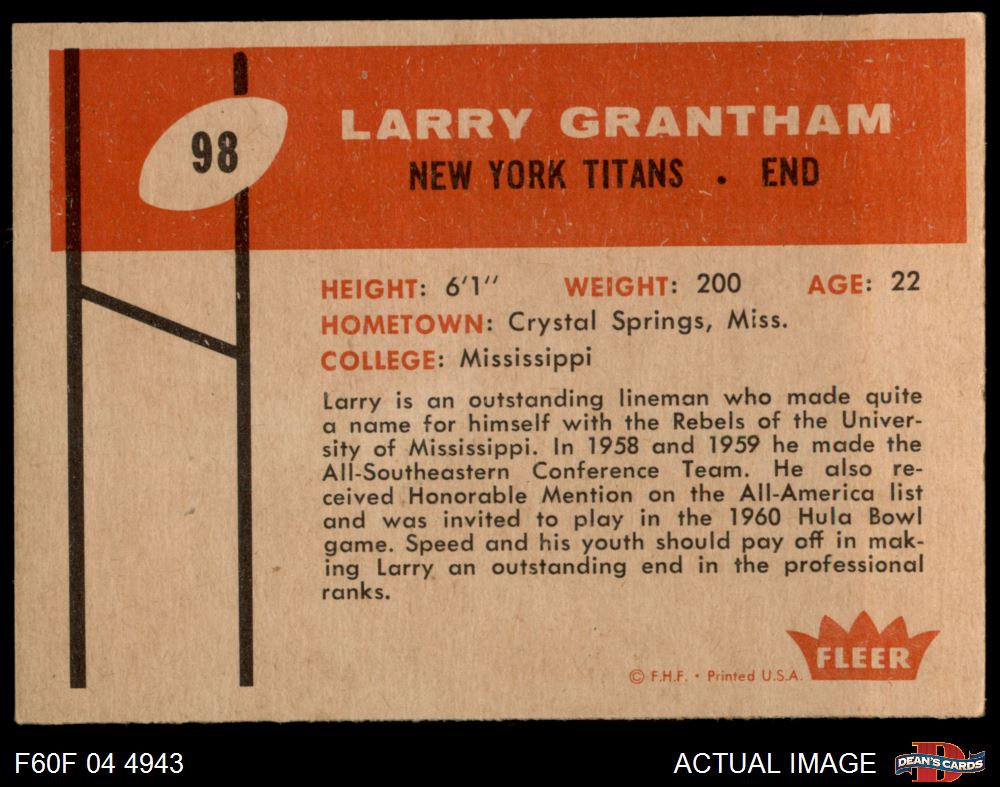 98
LARRY GRANTHAM
NEW YORK TITANS . END
HEIGHT: 6'1" WEIGHT: 200 AGE: 22
HOMETOWN: Crystal Springs, Miss.
COLLEGE: Mississippi
Larry is an outstanding lineman who made quite
a name for himself with the Rebels of the Univer-
sity of Mississippi. In 1958 and 1959 he made the
All-Southeastern Conference Team. He also re-
ceived Honorable Mention on the All-America list
and was invited to play in the 1960 Hula Bowl
game. Speed and his youth should pay off in mak-
ing Larry an outstanding end in the professional
ranks.
FLEER
© F.H.F. • Printed U.S.A.
F60F 04 4943
ACTUAL IMAGE
D
DEAN'S CARDS